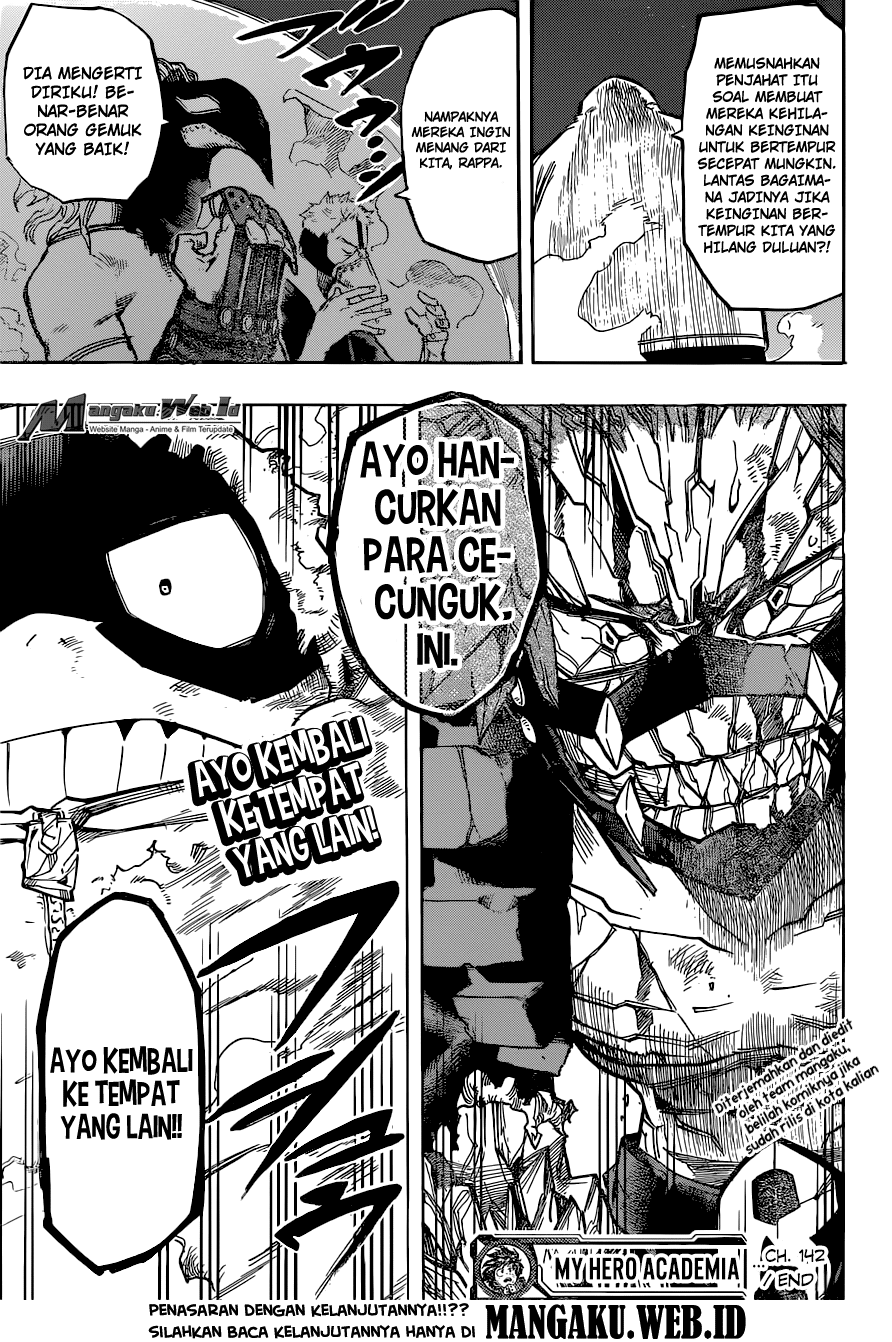 MEMUSNAHKAN
PENJAHAT ITU
SOAL MEMBUAT
MEREKA KEHIL-
ANGAN KEINGINAN
UNTUK BERTEMPUR
SECEPAT MUNGKIN.
LANTAS BAGAIMA-
NA JADINYA JIKA
KEINGINAN BER-
TEMPUR KITA YANG
HILANG DULUAN?!
NAMPAKNYA
MEREKA INGIN
MENANG DARI
KITA, RAPPA.
DIA MENGERTI
DIRIKU! BE-
NAR-BENAR
ORANG GEMUK
YANG BAIK!
Mangaku.Web.Id
Website Manga - Anime & Film Terupdate
AYO HAN-
CURKAN
PARA CE-
CUNGUK,
INI.
AYO KEMBALI
KE TEMPAT
YANG LAIN!
AYO KEMBALI
KE TEMPAT
YANG LAIN!!
Diterjemahkan dan diedit
oleh team mangaku,
belilah komiknya jika
sudah rilis di kota kalian
MY HERO ACADEMIA
...CH. 142
/ END
PENASARAN DENGAN KELANJUTANNYA!!??
SILAHKAN BACA KELANJUTANNYA HANYA DI MANGAKU.WEB.ID